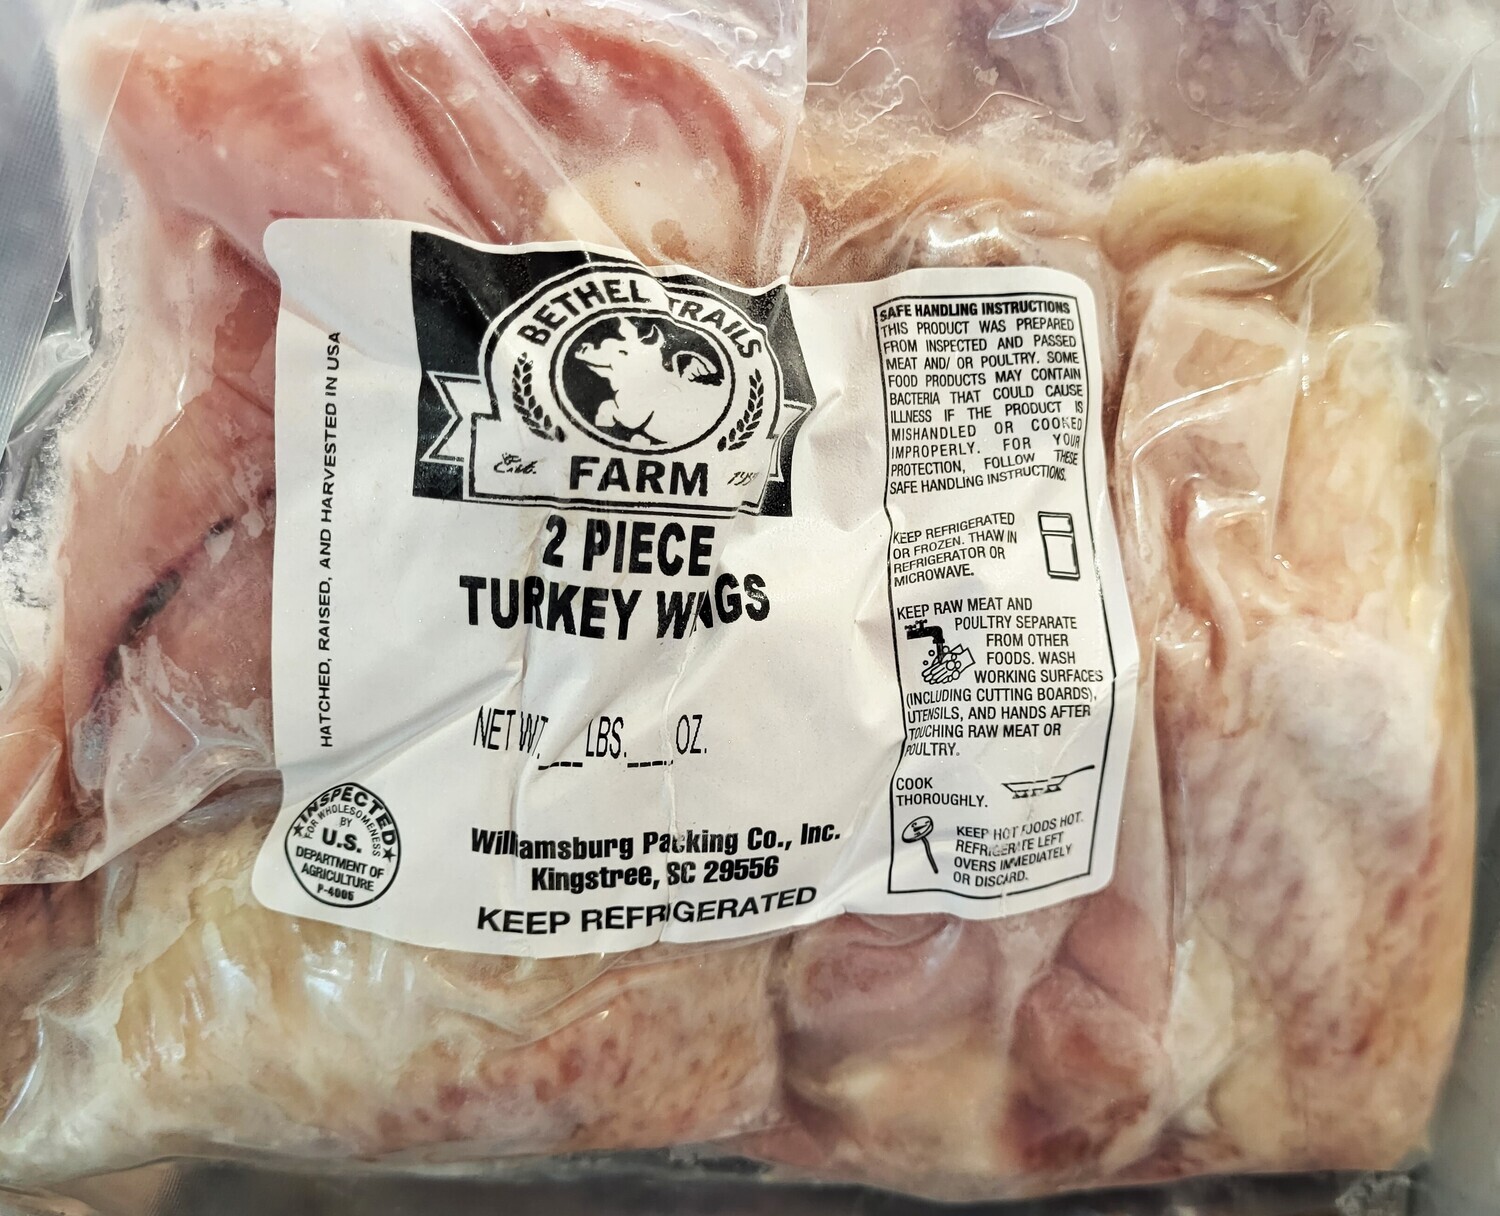 HATCHED, RAISED, AND HARVESTED IN USA
BETHEL TRAILS
Est.
FARM
2 PIECE
TURKEY WINGS
NET WT.____LBS.____OZ.
Williamsburg Packing Co., Inc.
Kingstree, SC 29556
KEEP REFRIGERATED
INSPECTED
FOR WHOLESOMENESS
BY
U.S.
DEPARTMENT OF
AGRICULTURE
P-4005
SAFE HANDLING INSTRUCTIONS
THIS PRODUCT WAS PREPARED
FROM INSPECTED AND PASSED
MEAT AND/ OR POULTRY. SOME
FOOD PRODUCTS MAY CONTAIN
BACTERIA THAT COULD CAUSE
ILLNESS IF THE PRODUCT IS
MISHANDLED OR COOKED
IMPROPERLY. FOR YOUR
PROTECTION, FOLLOW THESE
SAFE HANDLING INSTRUCTIONS.
KEEP REFRIGERATED
OR FROZEN. THAW IN
REFRIGERATOR OR
MICROWAVE.
KEEP RAW MEAT AND
POULTRY SEPARATE
FROM OTHER
FOODS. WASH
WORKING SURFACES
(INCLUDING CUTTING BOARDS),
UTENSILS, AND HANDS AFTER
TOUCHING RAW MEAT OR
POULTRY.
COOK
THOROUGHLY.
KEEP HOT FOODS HOT.
REFRIGERATE LEFT
OVERS IMMEDIATELY
OR DISCARD.